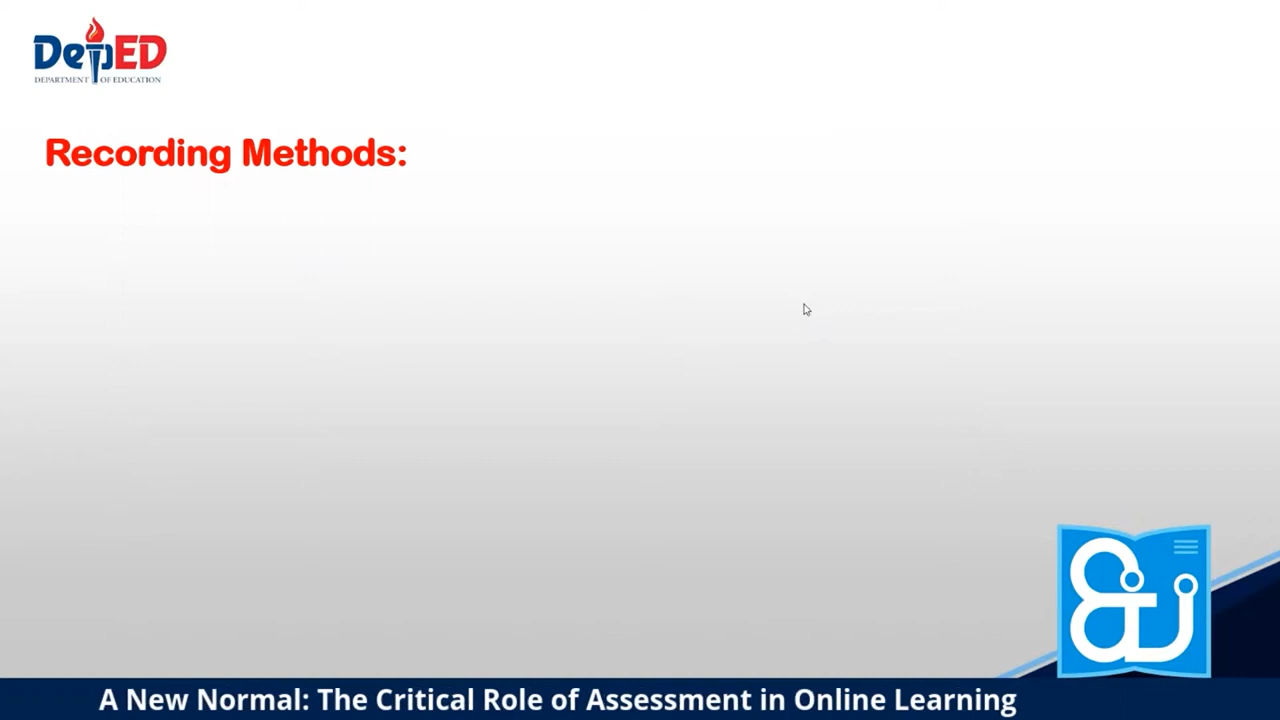 DepED
DEPARTMENT OF EDUCATION
Recording Methods:
A New Normal: The Critical Role of Assessment in Online Learning